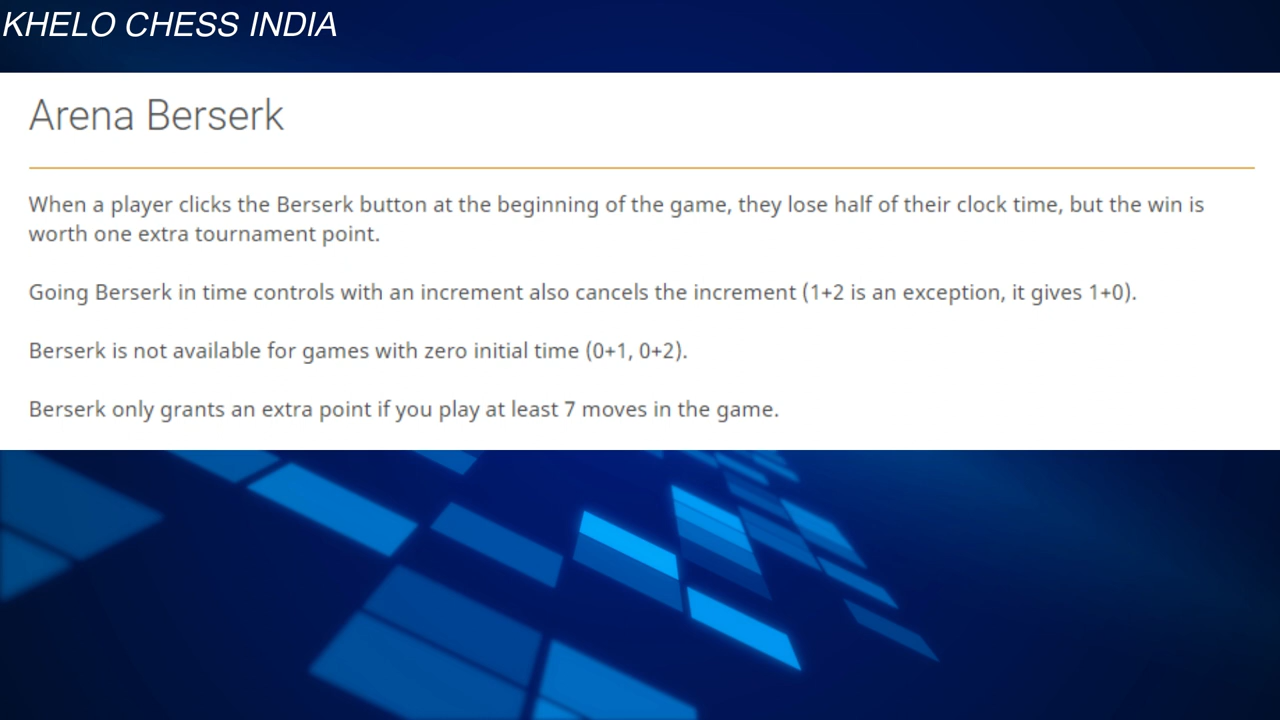 KHELO CHESS INDIA
Arena Berserk
When a player clicks the Berserk button at the beginning of the game, they lose half of their clock time, but the win is
worth one extra tournament point.
Going Berserk in time controls with an increment also cancels the increment (1+2 is an exception, it gives 1+0).
Berserk is not available for games with zero initial time (0+1, 0+2).
Berserk only grants an extra point if you play at least 7 moves in the game.